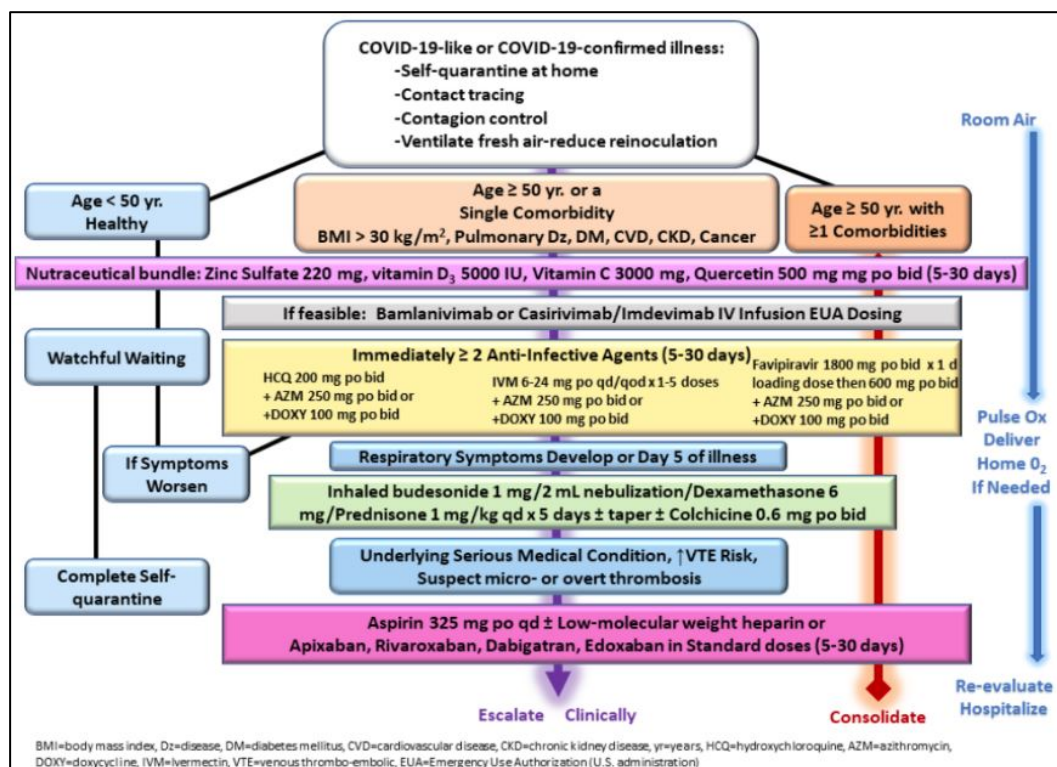 COVID-19-like or COVID-19-confirmed illness:
-Self-quarantine at home
-Contact tracing
-Contagion control
-Ventilate fresh air-reduce reinoculation
Room Air
Age < 50 yr.
Healthy
Age ≥ 50 yr. or a
Single Comorbidity
BMI > 30 kg/m², Pulmonary Dz, DM, CVD, CKD, Cancer
Age ≥ 50 yr. with
≥1 Comorbidities
Nutraceutical bundle: Zinc Sulfate 220 mg, vitamin D₃ 5000 IU, Vitamin C 3000 mg, Quercetin 500 mg mg po bid (5-30 days)
If feasible: Bamlanivimab or Casirivimab/Imdevimab IV Infusion EUA Dosing
Watchful Waiting
Immediately ≥ 2 Anti-Infective Agents (5-30 days)
HCQ 200 mg po bid
+ AZM 250 mg po bid or
+DOXY 100 mg po bid
IVM 6-24 mg po qd/qod x 1-5 doses
+ AZM 250 mg po bid or
+DOXY 100 mg po bid
Favipiravir 1800 mg po bid x 1 d
loading dose then 600 mg po bid
+ AZM 250 mg po bid or
+DOXY 100 mg po bid
Pulse Ox
Deliver
Home 0₂
If Needed
If Symptoms
Worsen
Respiratory Symptoms Develop or Day 5 of illness
Inhaled budesonide 1 mg/2 mL nebulization/Dexamethasone 6
mg/Prednisone 1 mg/kg qd x 5 days ± taper ± Colchicine 0.6 mg po bid
Underlying Serious Medical Condition, ↑VTE Risk,
Suspect micro- or overt thrombosis
Complete Self-
quarantine
Aspirin 325 mg po qd ± Low-molecular weight heparin or
Apixaban, Rivaroxaban, Dabigatran, Edoxaban in Standard doses (5-30 days)
Re-evaluate
Hospitalize
Escalate Clinically
Consolidate
BMI=body mass index, Dz=disease, DM=diabetes mellitus, CVD=cardiovascular disease, CKD=chronic kidney disease, yr=years, HCQ=hydroxychloroquine, AZM=azithromycin,
DOXY=doxycycline, IVM=Ivermectin, VTE=venous thrombo-embolic, EUA=Emergency Use Authorization (U.S. administration)